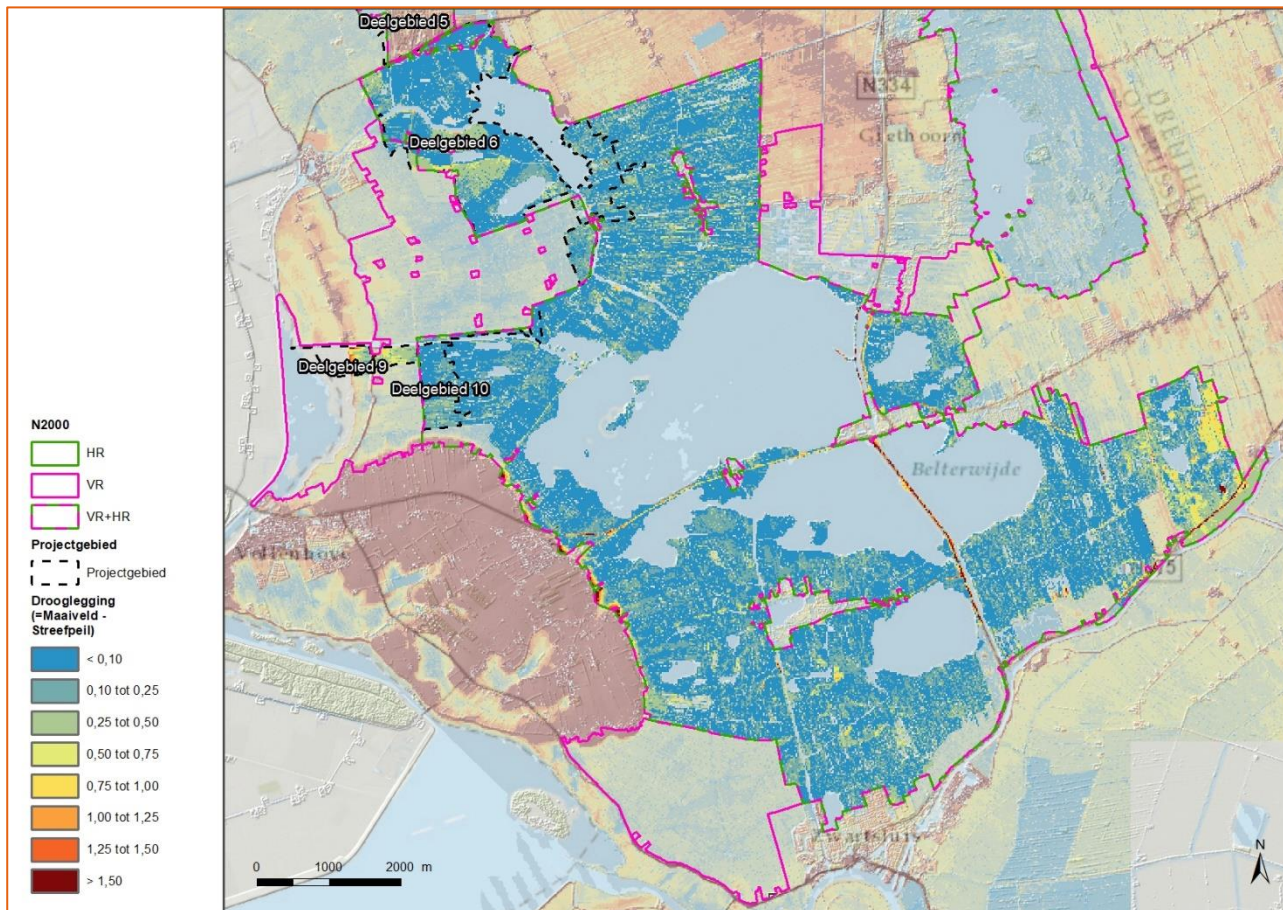 Deelgebied 5
N334
Giethoorn
DRENTHE
OVERIJSSEL
Deelgebied 6
Deelgebied 9
Deelgebied 10
Belterwijde
Vollenhove
Zwartsluis
N2000
HR
VR
VR+HR
Projectgebied
Projectgebied
Drooglegging
(=Maaiveld -
Streefpeil)
< 0,10
0,10 tot 0,25
0,25 tot 0,50
0,50 tot 0,75
0,75 tot 1,00
1,00 tot 1,25
1,25 tot 1,50
> 1,50
0 1000 2000 m
N